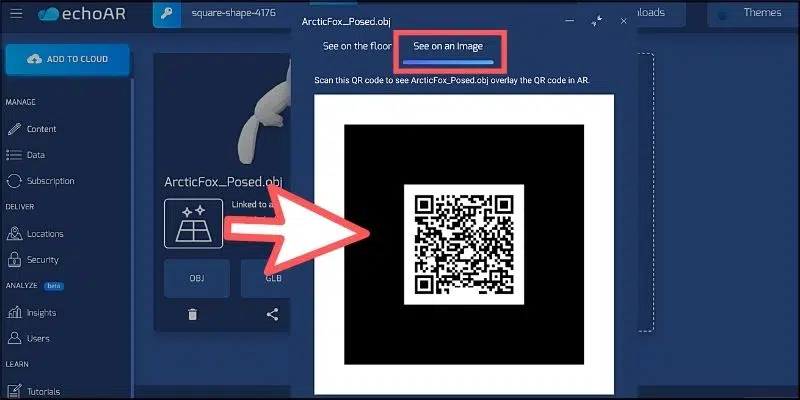 echoAR
square-shape-4176
Themes
ADD TO CLOUD
MANAGE
Content
Data
Subscription
DELIVER
Locations
Security
ANALYZE beta
Insights
Users
LEARN
Tutorials
ArcticFox_Posed.obj
Linked to a
OBJ
GLB
ArcticFox_Posed.obj
See on the floor
See on an Image
Scan this QR code to see ArcticFox_Posed.obj overlay the QR code in AR.